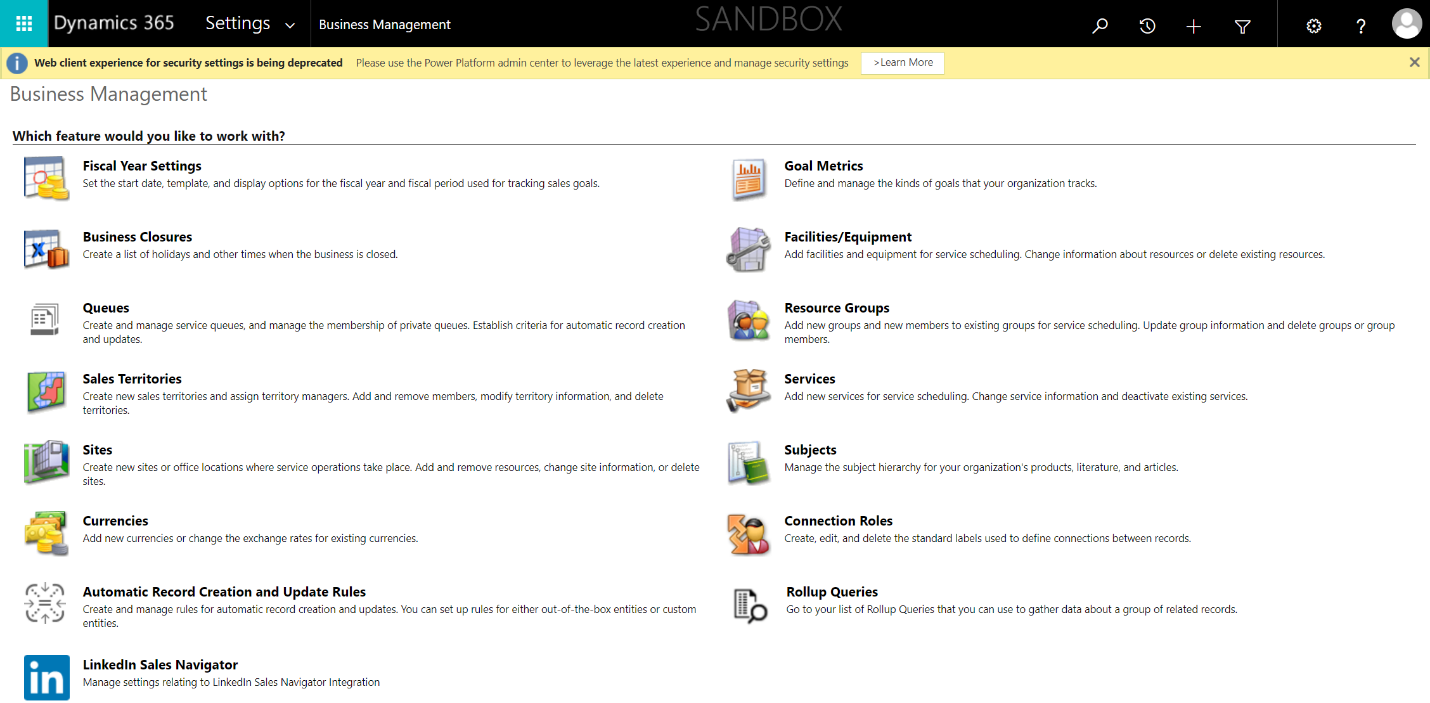 Dynamics 365 Settings Business Management SANDBOX ?
i Web client experience for security settings is being deprecated Please use the Power Platform admin center to leverage the latest experience and manage security settings >Learn More
Business Management
Which feature would you like to work with?
Fiscal Year Settings
Set the start date, template, and display options for the fiscal year and fiscal period used for tracking sales goals.
Goal Metrics
Define and manage the kinds of goals that your organization tracks.
Business Closures
Create a list of holidays and other times when the business is closed.
Facilities/Equipment
Add facilities and equipment for service scheduling. Change information about resources or delete existing resources.
Queues
Create and manage service queues, and manage the membership of private queues. Establish criteria for automatic record creation
and updates.
Resource Groups
Add new groups and new members to existing groups for service scheduling. Update group information and delete groups or group
members.
Sales Territories
Create new sales territories and assign territory managers. Add and remove members, modify territory information, and delete
territories.
Services
Add new services for service scheduling. Change service information and deactivate existing services.
Sites
Create new sites or office locations where service operations take place. Add and remove resources, change site information, or delete
sites.
Subjects
Manage the subject hierarchy for your organization's products, literature, and articles.
Currencies
Add new currencies or change the exchange rates for existing currencies.
Connection Roles
Create, edit, and delete the standard labels used to define connections between records.
Automatic Record Creation and Update Rules
Create and manage rules for automatic record creation and updates. You can set up rules for either out-of-the-box entities or custom
entities.
Rollup Queries
Go to your list of Rollup Queries that you can use to gather data about a group of related records.
in
LinkedIn Sales Navigator
Manage settings relating to LinkedIn Sales Navigator Integration